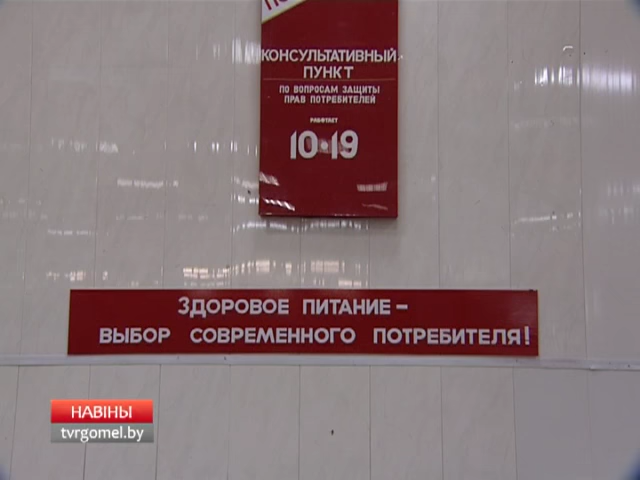 КОНСУЛЬТАТИВНЫЙ
ПУНКТ
ПО ВОПРОСАМ ЗАЩИТЫ
ПРАВ ПОТРЕБИТЕЛЕЙ
РАБОТАЕТ
10-19
ЗДОРОВОЕ ПИТАНИЕ –
ВЫБОР СОВРЕМЕННОГО ПОТРЕБИТЕЛЯ!
НАВІНЫ
tvrgomel.by